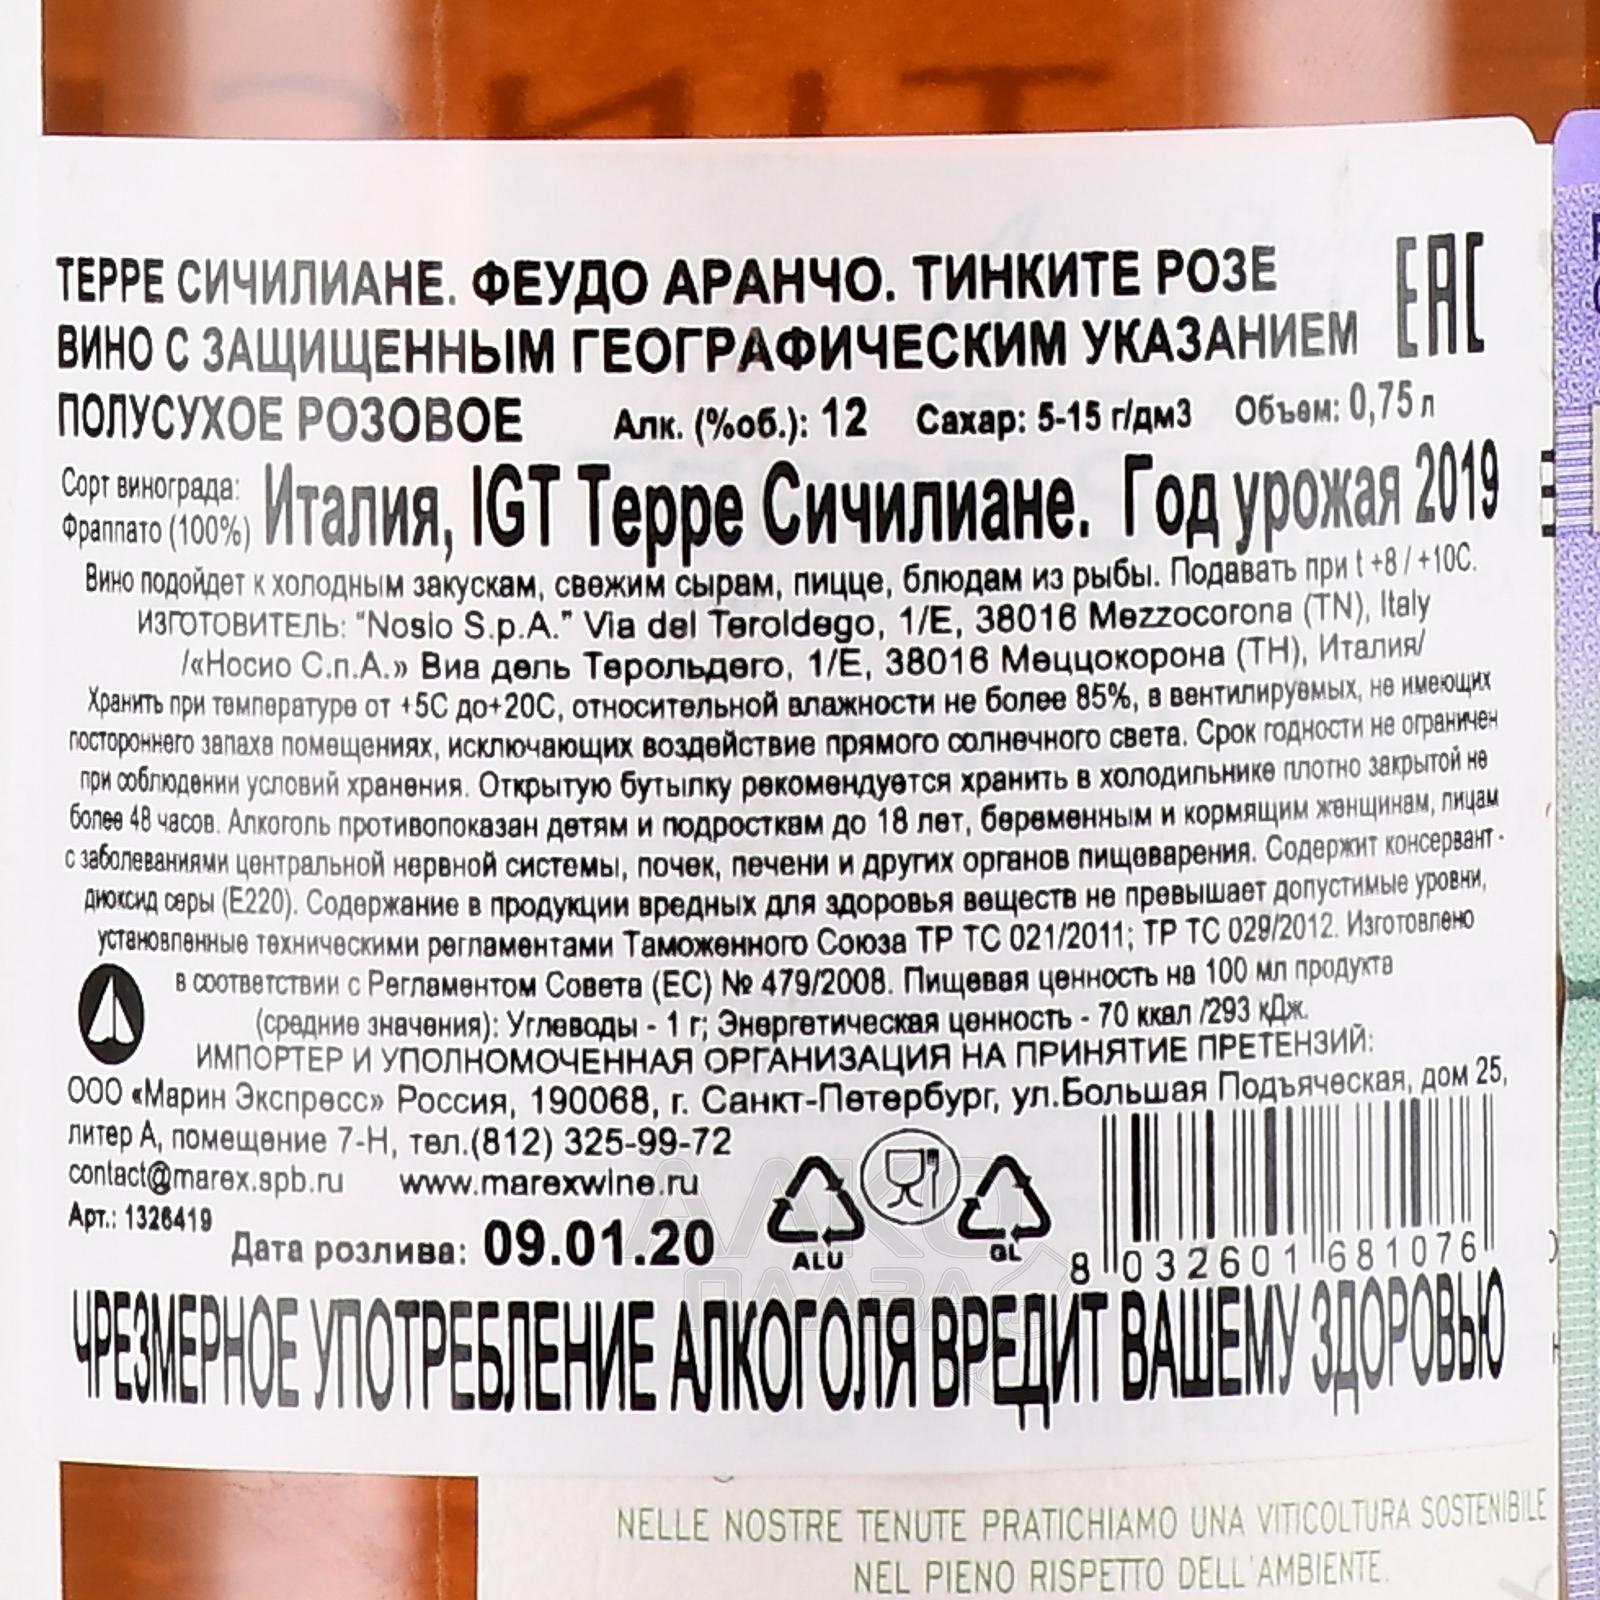 ТЕРРЕ СИЧИЛИАНЕ. ФЕУДО АРАНЧО. ТИНКИТЕ РОЗЕ
ВИНО С ЗАЩИЩЕННЫМ ГЕОГРАФИЧЕСКИМ УКАЗАНИЕМ
EAC
ПОЛУСУХОЕ РОЗОВОЕ Алк. (%об.): 12 Сахар: 5-15 г/дм3 Объем: 0,75 л
Сорт винограда:
Фраппато (100%)
Италия, IGT Терре Сичилиане. Год урожая 2019
Вино подойдет к холодным закускам, свежим сырам, пицце, блюдам из рыбы. Подавать при t +8 / +10C.
ИЗГОТОВИТЕЛЬ: "Nosio S.p.A." Via del Teroldego, 1/E, 38016 Mezzocorona (TN), Italy
/«Носио С.п.А.» Виа дель Терольдего, 1/Е, 38016 Меццокорона (ТН), Италия/
Хранить при температуре от +5С до+20С, относительной влажности не более 85%, в вентилируемых, не имеющих
постороннего запаха помещениях, исключающих воздействие прямого солнечного света. Срок годности не ограничен
при соблюдении условий хранения. Открытую бутылку рекомендуется хранить в холодильнике плотно закрытой не
более 48 часов. Алкоголь противопоказан детям и подросткам до 18 лет, беременным и кормящим женщинам, лицам
с заболеваниями центральной нервной системы, почек, печени и других органов пищеварения. Содержит консервант -
диоксид серы (Е220). Содержание в продукции вредных для здоровья веществ не превышает допустимые уровни,
установленные техническими регламентами Таможенного Союза ТР ТС 021/2011; ТР ТС 029/2012. Изготовлено
в соответствии с Регламентом Совета (ЕС) № 479/2008. Пищевая ценность на 100 мл продукта
(средние значения): Углеводы - 1 г; Энергетическая ценность - 70 ккал /293 кДж.
ИМПОРТЕР И УПОЛНОМОЧЕННАЯ ОРГАНИЗАЦИЯ НА ПРИНЯТИЕ ПРЕТЕНЗИЙ:
ООО «Марин Экспресс» Россия, 190068, г. Санкт-Петербург, ул.Большая Подъяческая, дом 25,
литер А, помещение 7-Н, тел.(812) 325-99-72
contact@marex.spb.ru www.marexwine.ru
Арт.: 1326419
Дата розлива: 09.01.20
ALU
GL
8 032601 681076
АЛКО
ПЛАЗА
ЧРЕЗМЕРНОЕ УПОТРЕБЛЕНИЕ АЛКОГОЛЯ ВРЕДИТ ВАШЕМУ ЗДОРОВЬЮ
NELLE NOSTRE TENUTE PRATICHIAMO UNA VITICOLTURA SOSTENIBILE
NEL PIENO RISPETTO DELL'AMBIENTE.